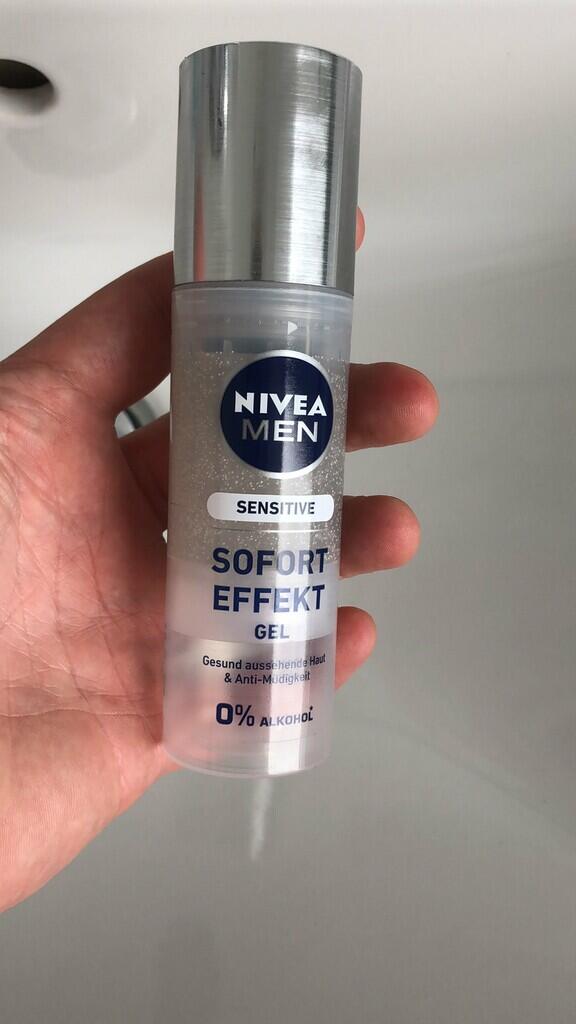 NIVEA
MEN
SENSITIVE
SOFORT
EFFEKT
GEL
Gesund aussehende Haut
& Anti-Müdigkeit
0% ALKOHOL*